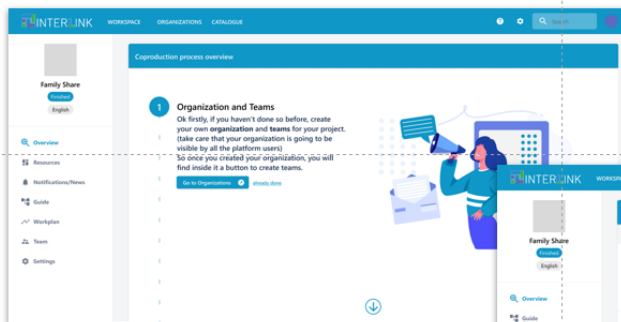 INTERLINK WORKSPACE ORGANIZATIONS CATALOGUE
Coproduction process overview
Family Share
Finished
English
Overview
Resources
Notifications/News
Guide
Workplan
Team
Settings
1 Organization and Teams
Ok firstly, if you haven't done so before, create
your own organization and teams for your project.
(take care that your organization is going to be
visible by all the platform users)
So once you created your organization, you will
find inside it a button to create teams.
Go to Organizations already done
INTERLINK WORKSPA
Family Share
Finished
English
Overview
Guide